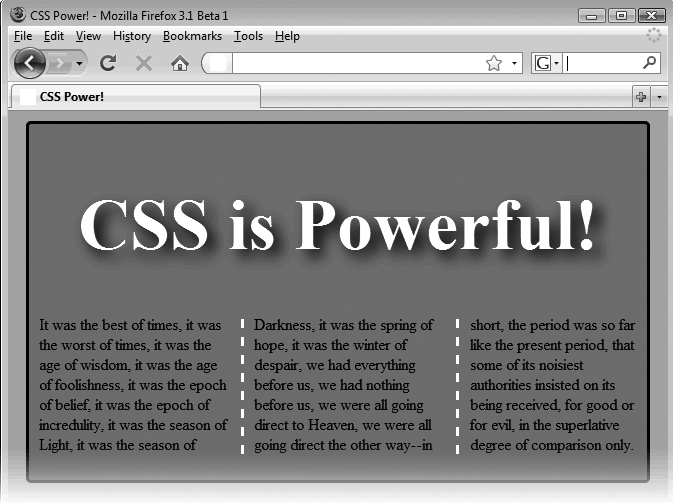 CSS Power! - Mozilla Firefox 3.1 Beta 1
File Edit View History Bookmarks Tools Help
G
CSS Power!
CSS is Powerful!
It was the best of times, it was
the worst of times, it was the
age of wisdom, it was the age
of foolishness, it was the epoch
of belief, it was the epoch of
incredulity, it was the season of
Light, it was the season of
Darkness, it was the spring of
hope, it was the winter of
despair, we had everything
before us, we had nothing
before us, we were all going
direct to Heaven, we were all
going direct the other way--in
short, the period was so far
like the present period, that
some of its noisiest
authorities insisted on its
being received, for good or
for evil, in the superlative
degree of comparison only.